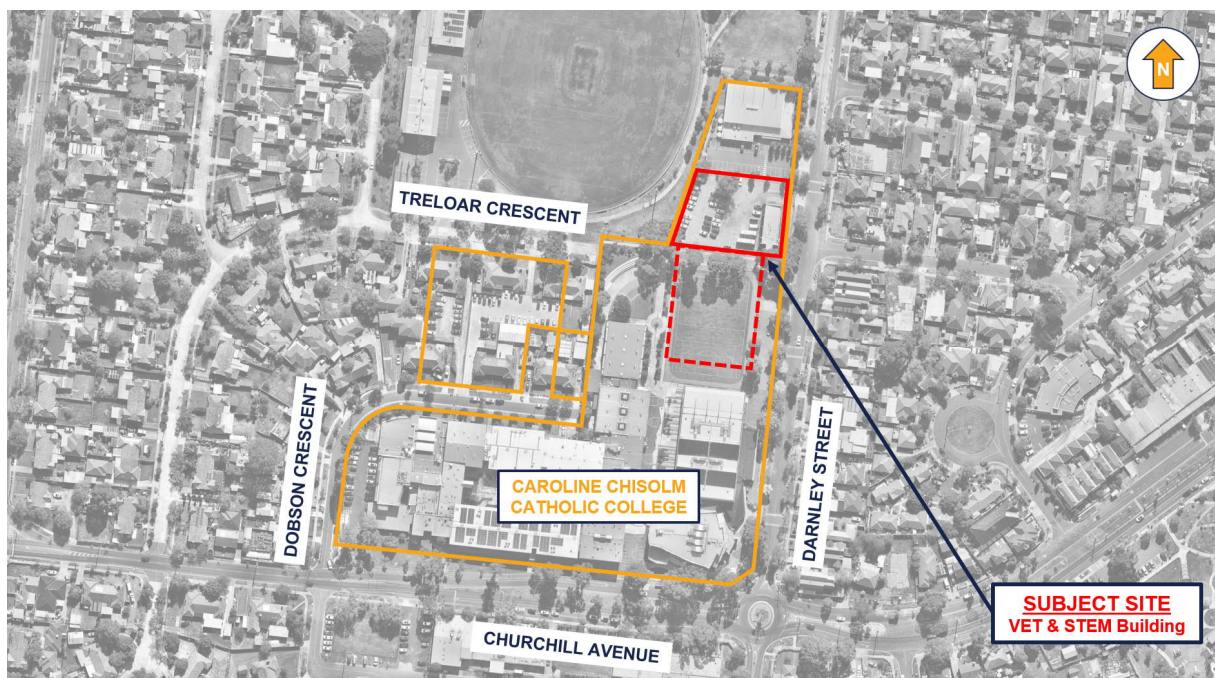 N
TRELOAR CRESCENT
DOBSON CRESCENT
CAROLINE CHISOLM
CATHOLIC COLLEGE
DARNLEY STREET
SUBJECT SITE
VET & STEM Building
CHURCHILL AVENUE